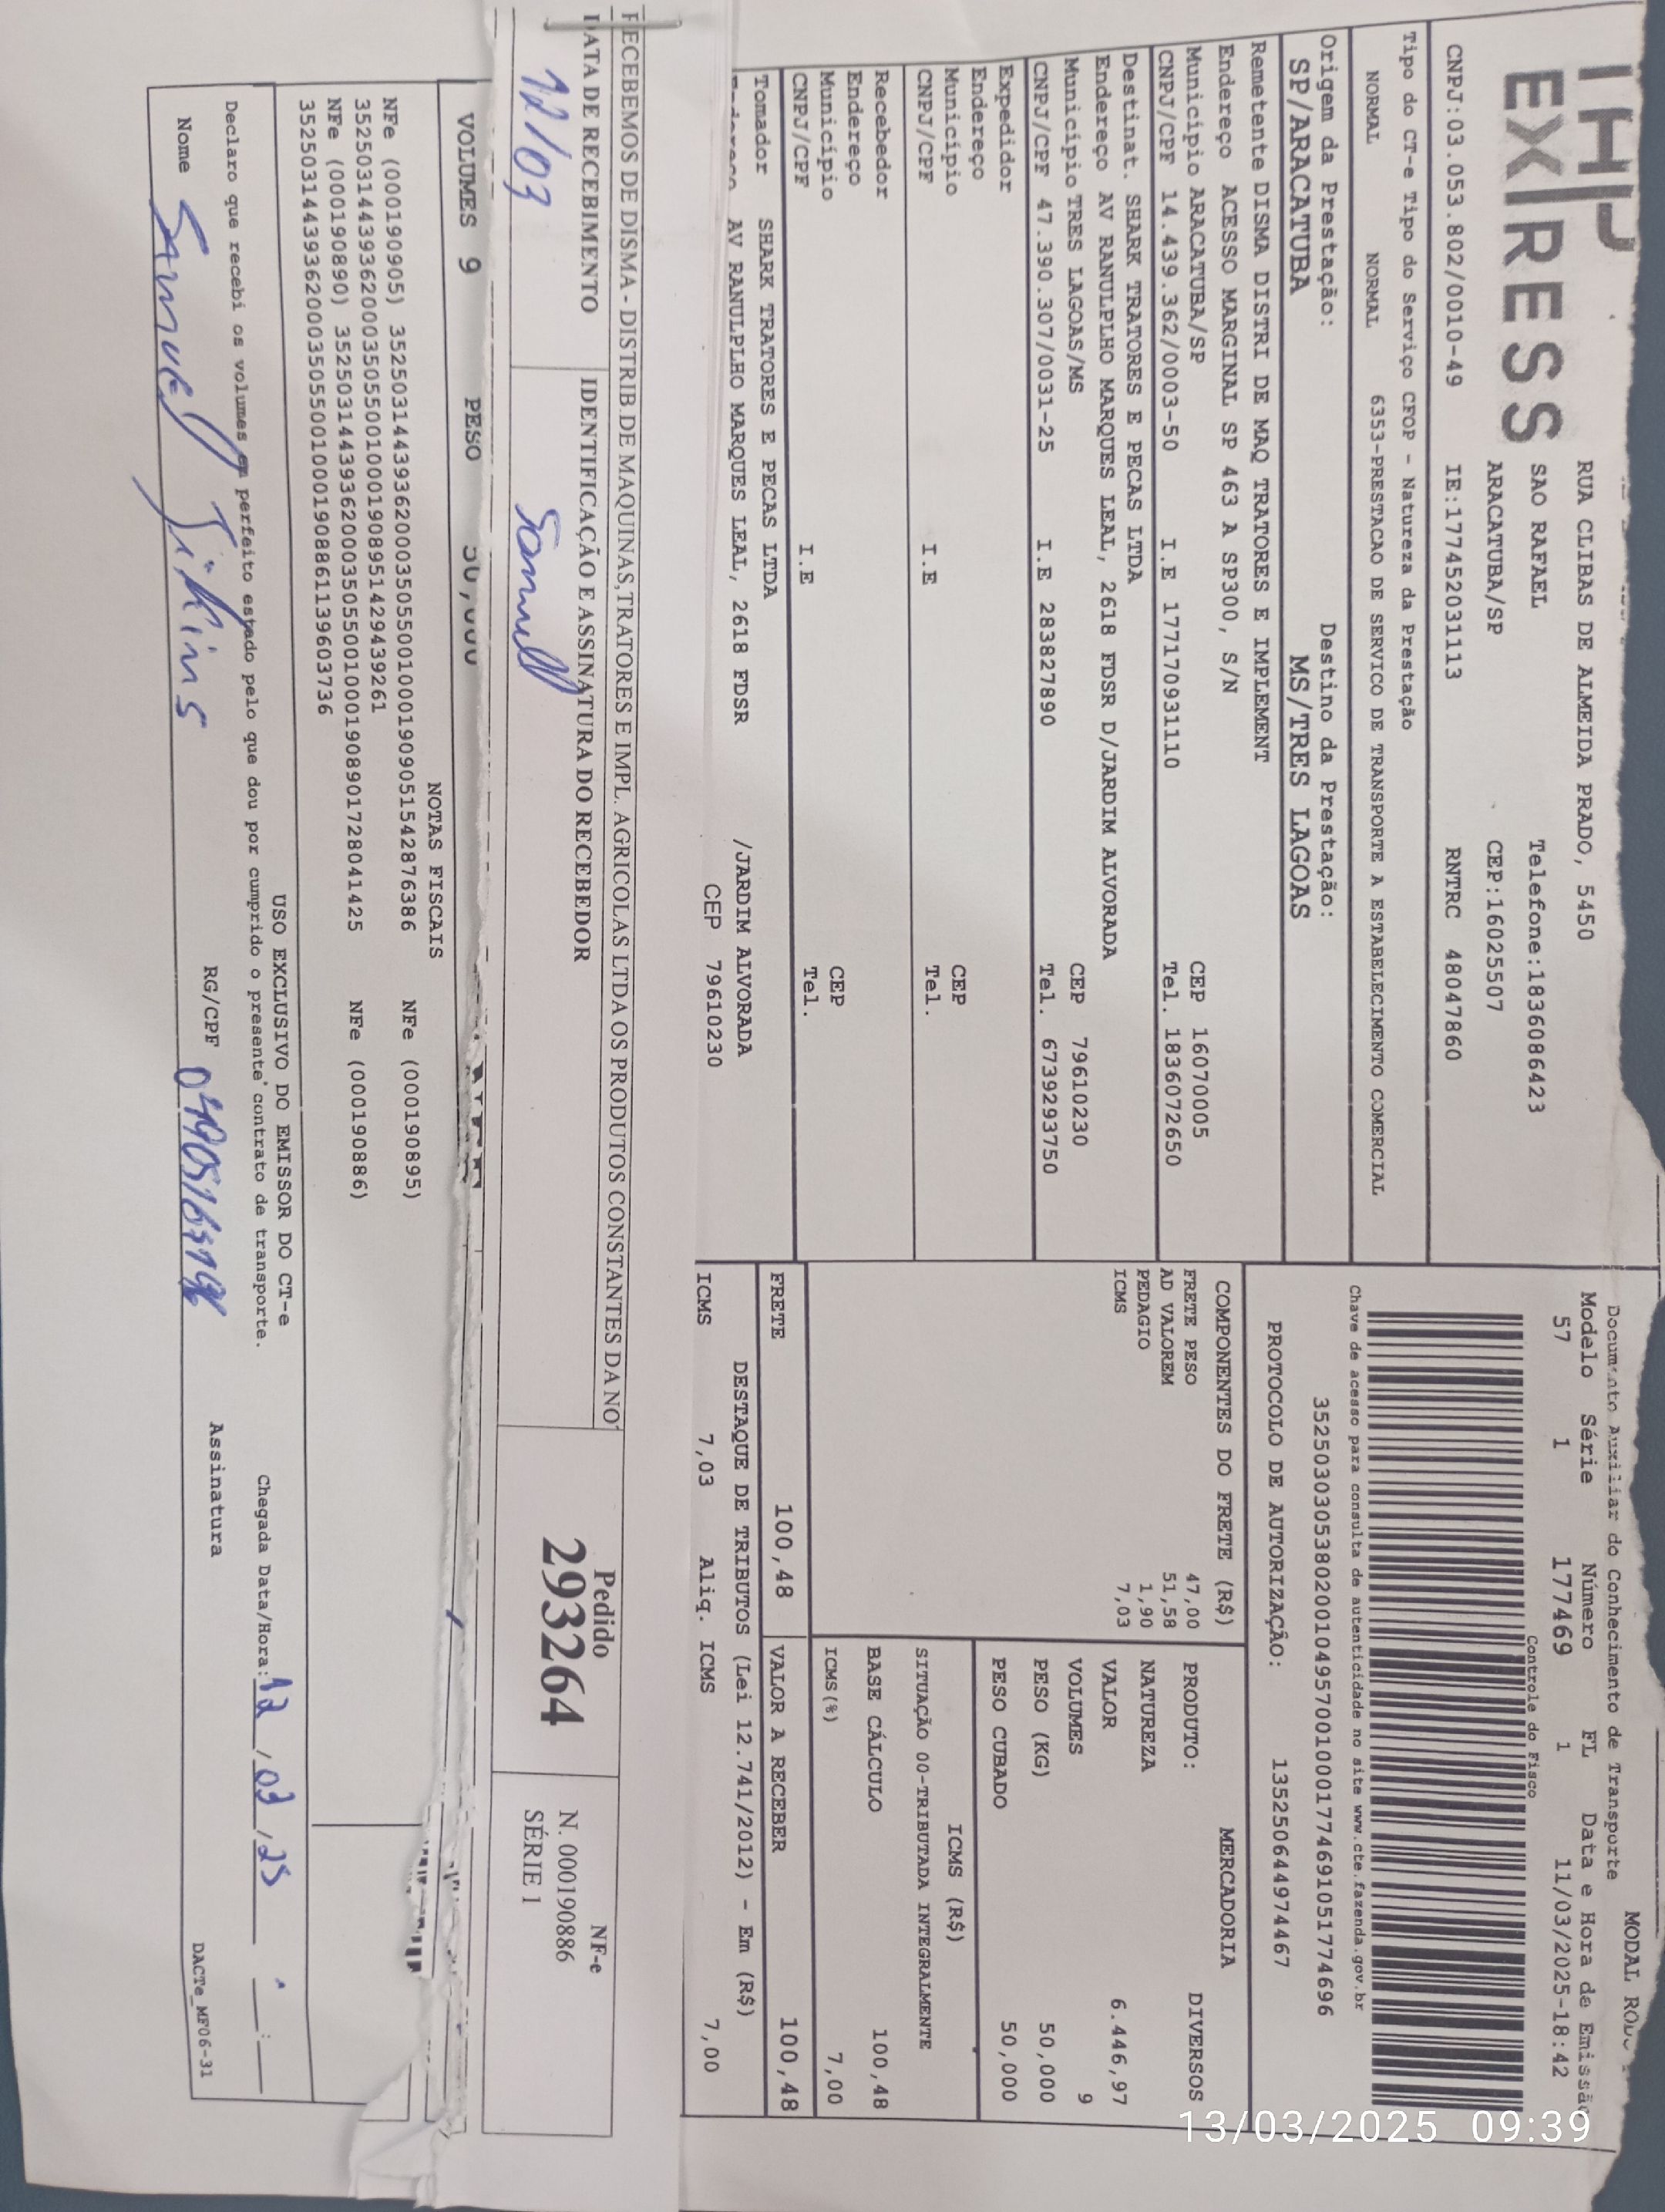 EXPRESS
RUA CLIBAS DE ALMEIDA PRADO, 5450
SAO RAFAEL Telefone:1836086423
ARACATUBA/SP CEP:16025507
CNPJ:03.053.802/0010-49 IE:177452031113 RNTRC 48047860
Tipo do CT-e Tipo do Serviço CFOP - Natureza da Prestação
NORMAL NORMAL 6353-PRESTACAO DE SERVICO DE TRANSPORTE A ESTABELECIMENTO COMERCIAL
Origem da Prestação: Destino da Prestação:
SP/ARACATUBA MS/TRES LAGOAS
Remetente DISMA DISTRI DE MAQ TRATORES E IMPLEMENT
Endereço ACESSO MARGINAL SP 463 A SP300, S/N
Municipio ARACATUBA/SP CEP 16070005
CNPJ/CPF 14.439.362/0003-50 I.E 177170931110 Tel. 1836072650
Destinat. SHARK TRATORES E PECAS LTDA
Endereço AV RANULPLHO MARQUES LEAL, 2618 FDSR D/JARDIM ALVORADA
Município TRES LAGOAS/MS CEP 79610230
CNPJ/CPF 47.390.307/0031-25 I.E 283827890 Tel. 6739293750
Expedidor
Endereço
Município CEP
CNPJ/CPF I.E Tel.
Recebedor
Endereço
Município CEP
CNPJ/CPF I.E Tel.
Tomador SHARK TRATORES E PECAS LTDA
AV RANULPLHO MARQUES LEAL, 2618 FDSR /JARDIM ALVORADA
CEP 79610230
MODAL
Documento Auxiliar do Conhecimento de Transporte
Modelo Série Número FL Data e Hora de Emissão
57 1 177469 1 11/03/2025-18:42
Controle do Fisco
Chave de acesso para consulta de autenticidade no site www.cte.fazenda.gov.br
35250303053802001049570010001774691051774696
PROTOCOLO DE AUTORIZAÇÃO: 135250644974467
COMPONENTES DO FRETE (R$)
FRETE PESO 47,00
AD VALOREM 51,58
PEDAGIO 1,90
ICMS 7,03
MERCADORIA
PRODUTO: DIVERSOS
NATUREZA
VALOR 6.446,97
VOLUMES 9
PESO (KG) 50,000
PESO CUBADO 50,000
ICMS (R$)
SITUAÇÃO 00-TRIBUTADA INTEGRALMENTE
BASE CÁLCULO 100,48
ICMS(%) 7,00
FRETE 100,48 VALOR A RECEBER 100,48
DESTAQUE DE TRIBUTOS (Lei 12.741/2012) - Em (R$)
ICMS 7,03 Aliq. ICMS 7,00
RECEBEMOS DE DISMA - DISTRIB.DE MAQUINAS,TRATORES E IMPL. AGRICOLAS LTDA OS PRODUTOS CONSTANTES DA NO
DATA DE RECEBIMENTO IDENTIFICAÇÃO E ASSINATURA DO RECEBEDOR
12/03 Samuel
Pedido
293264
NF-e
N. 000190886
SÉRIE 1
VOLUMES 9 PESO 50,000
NOTAS FISCAIS
NFe (000190905) 35250314439362000350550010001909051542876386 NFe (000190895)
35250314439362000350550010001908951429439261
NFe (000190890) 35250314439362000350550010001908901728041425 NFe (000190886)
35250314439362000350550010001908861139603736
USO EXCLUSIVO DO EMISSOR DO CT-e
Declaro que recebi os volumes em perfeito estado pelo que dou por cumprido o presente contrato de transporte. Chegada Data/Hora: 12/03/25
Nome Samuel RG/CPF Assinatura
DACTe_MF06-31
13/03/2025 09:39